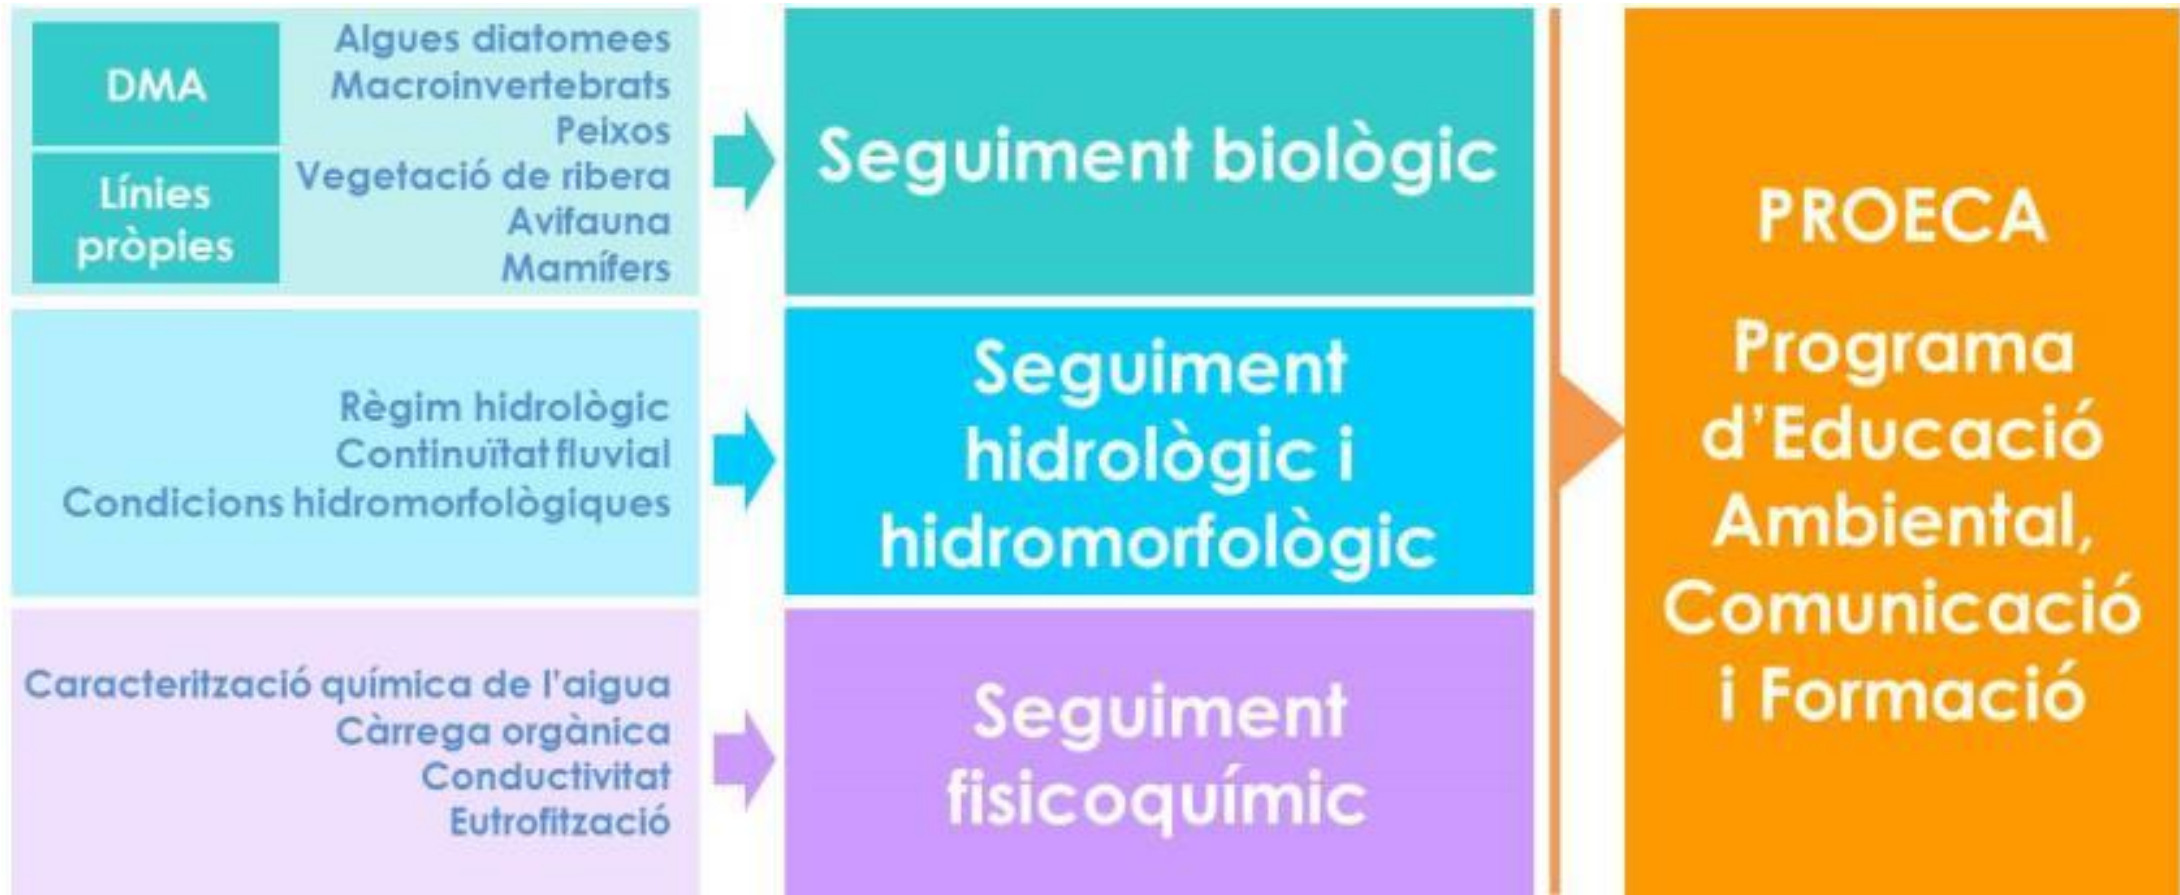 DMA
Línies
pròpies
Algues diatomees
Macroinvertebrats
Peixos
Vegetació de ribera
Avifauna
Mamífers
Seguiment biològic
Règim hidrològic
Continuïtat fluvial
Condicions hidromorfològiques
Seguiment
hidrològic i
hidromorfològic
Caracterització química de l'aigua
Càrrega orgànica
Conductivitat
Eutrofització
Seguiment
fisicoquímic
PROECA
Programa
d'Educació
Ambiental,
Comunicació
i Formació